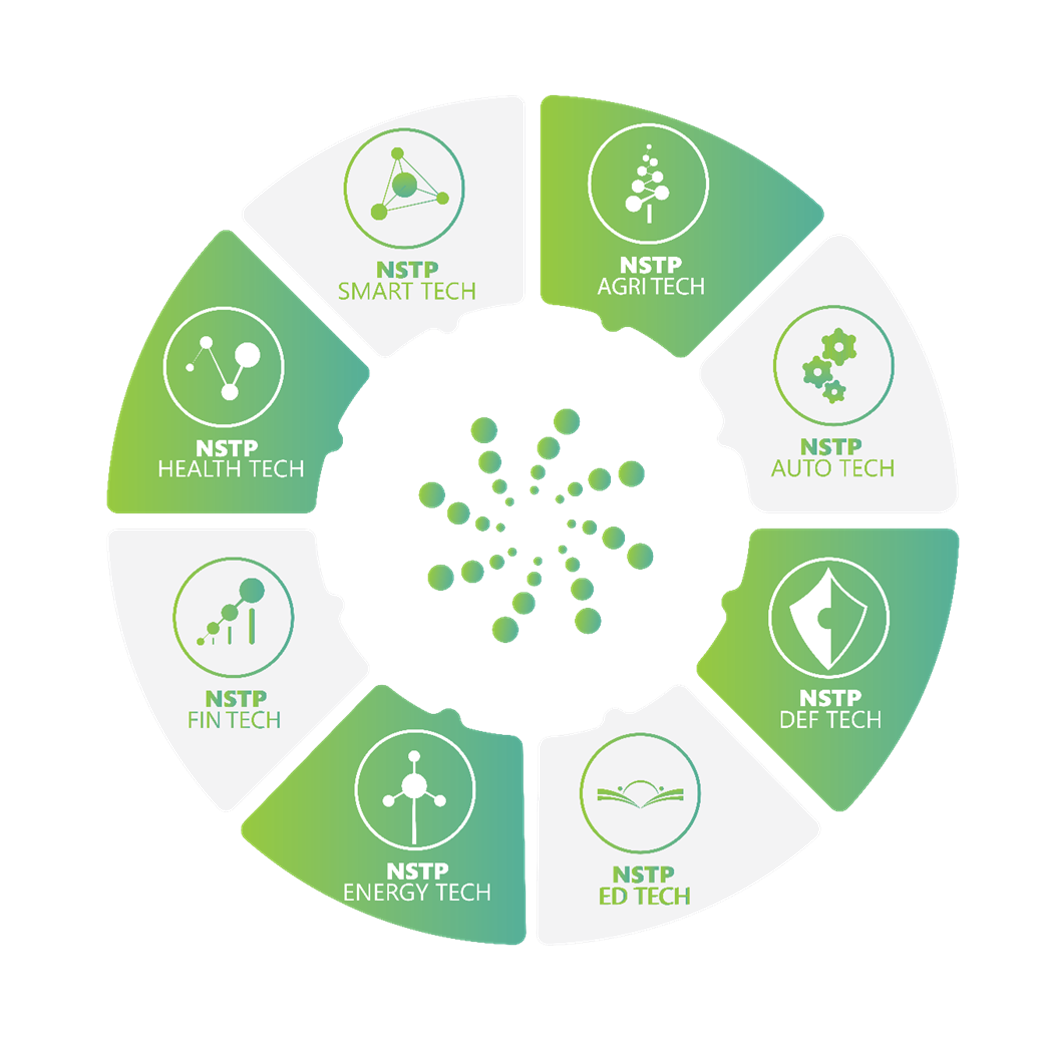 NSTP
SMART TECH
NSTP
AGRI TECH
NSTP
HEALTH TECH
NSTP
AUTO TECH
NSTP
FIN TECH
NSTP
DEF TECH
NSTP
ENERGY TECH
NSTP
ED TECH